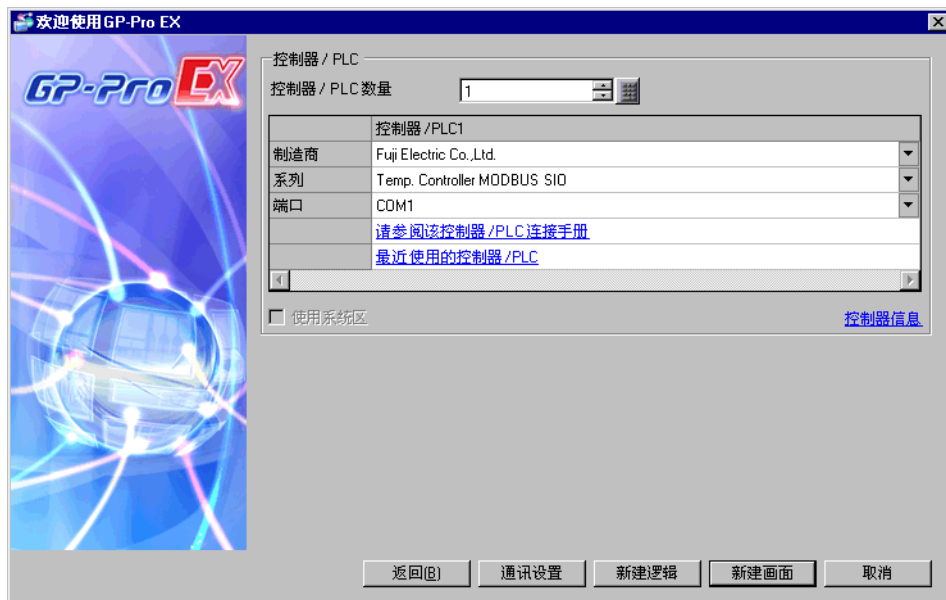 欢迎使用GP-Pro EX
GP-Pro EX
控制器 / PLC
控制器 / PLC 数量 1
控制器 /PLC1
制造商 Fuji Electric Co.,Ltd.
系列 Temp. Controller MODBUS SIO
端口 COM1
请参阅该控制器 /PLC 连接手册
最近使用的控制器 /PLC
使用系统区 控制器信息
返回(B) 通讯设置 新建逻辑 新建画面 取消